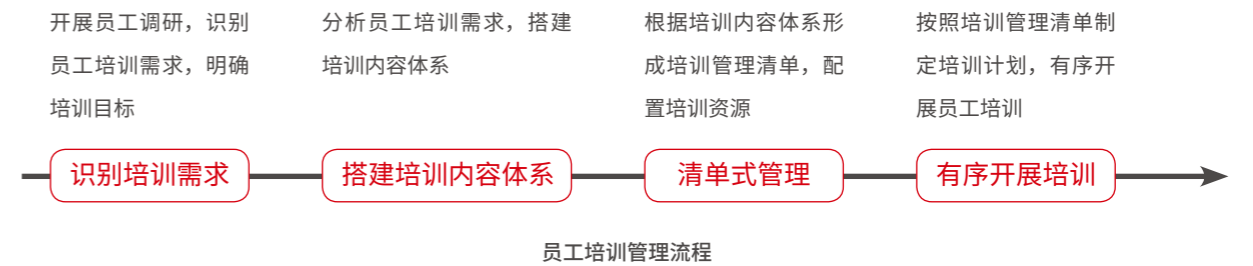 开展员工调研，识别
员工培训需求，明确
培训目标
分析员工培训需求，搭建
培训内容体系
根据培训内容体系形
成培训管理清单，配
置培训资源
按照培训管理清单制
定培训计划，有序开
展员工培训
识别培训需求
搭建培训内容体系
清单式管理
有序开展培训
员工培训管理流程